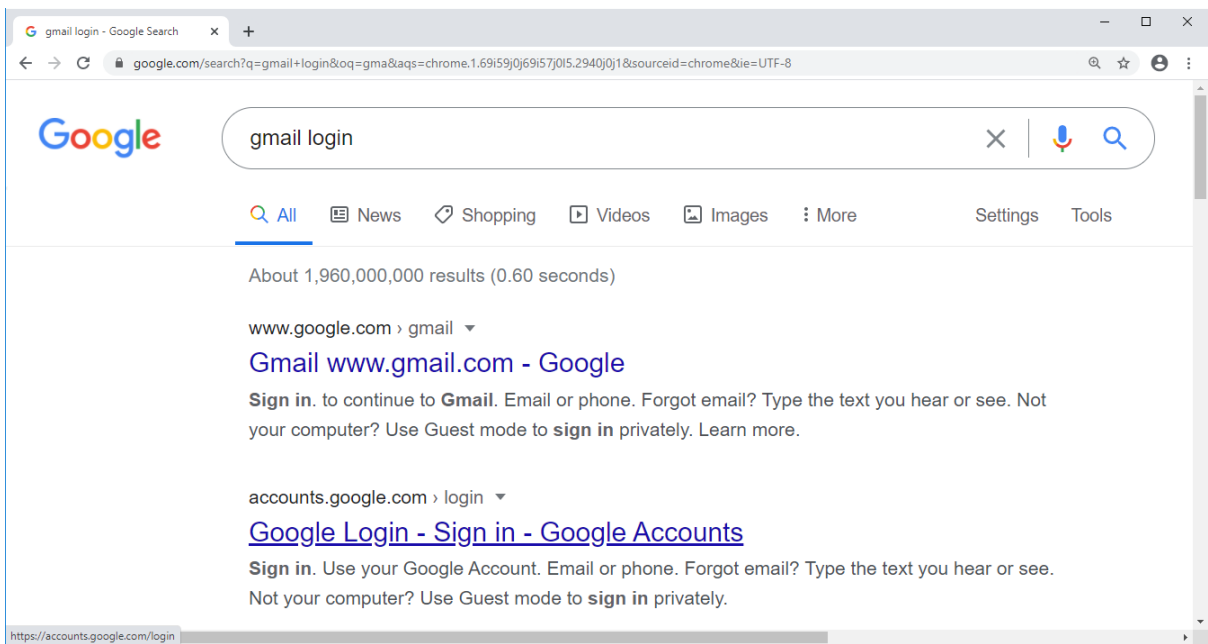 gmail login - Google Search
google.com/search?q=gmail+login&oq=gma&aqs=chrome.1.69i59j0j69i57j0l5.2940j0j1&sourceid=chrome&ie=UTF-8
Google
gmail login
All News Shopping Videos Images More Settings Tools
About 1,960,000,000 results (0.60 seconds)
www.google.com › gmail
Gmail www.gmail.com - Google
Sign in. to continue to Gmail. Email or phone. Forgot email? Type the text you hear or see. Not
your computer? Use Guest mode to sign in privately. Learn more.
accounts.google.com › login
Google Login - Sign in - Google Accounts
Sign in. Use your Google Account. Email or phone. Forgot email? Type the text you hear or see.
Not your computer? Use Guest mode to sign in privately.
https://accounts.google.com/login